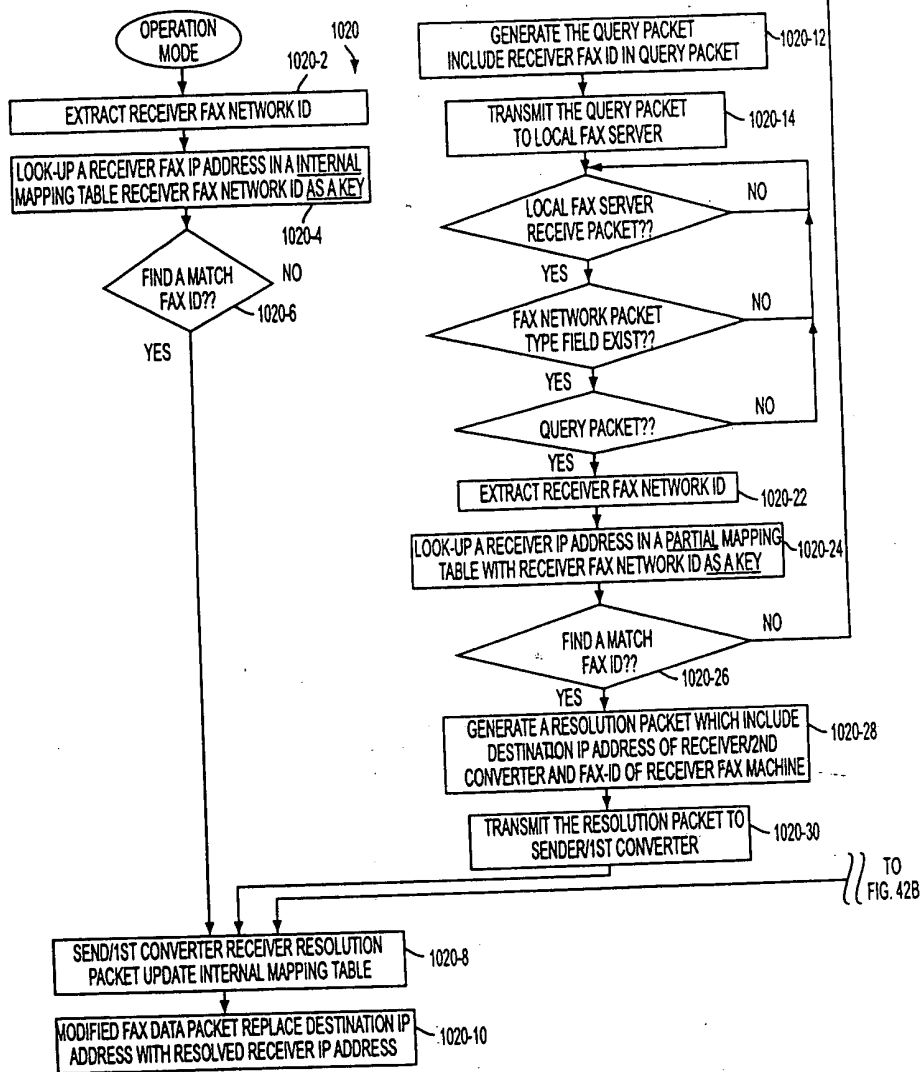 OPERATION
MODE
1020
1020-2
EXTRACT RECEIVER FAX NETWORK ID
LOOK-UP A RECEIVER FAX IP ADDRESS IN A INTERNAL
MAPPING TABLE RECEIVER FAX NETWORK ID AS A KEY
1020-4
FIND A MATCH
FAX ID??
NO
1020-6
YES
GENERATE THE QUERY PACKET
INCLUDE RECEIVER FAX ID IN QUERY PACKET
1020-12
TRANSMIT THE QUERY PACKET
TO LOCAL FAX SERVER
1020-14
LOCAL FAX SERVER
RECEIVE PACKET??
NO
YES
FAX NETWORK PACKET
TYPE FIELD EXIST??
NO
YES
QUERY PACKET??
NO
YES
EXTRACT RECEIVER FAX NETWORK ID
1020-22
LOOK-UP A RECEIVER IP ADDRESS IN A PARTIAL MAPPING
TABLE WITH RECEIVER FAX NETWORK ID AS A KEY
1020-24
FIND A MATCH
FAX ID??
NO
1020-26
YES
GENERATE A RESOLUTION PACKET WHICH INCLUDE
DESTINATION IP ADDRESS OF RECEIVER/2ND
CONVERTER AND FAX-ID OF RECEIVER FAX MACHINE
1020-28
TRANSMIT THE RESOLUTION PACKET TO
SENDER/1ST CONVERTER
1020-30
TO
FIG. 42B
SEND/1ST CONVERTER RECEIVER RESOLUTION
PACKET UPDATE INTERNAL MAPPING TABLE
1020-8
MODIFIED FAX DATA PACKET REPLACE DESTINATION IP
ADDRESS WITH RESOLVED RECEIVER IP ADDRESS
1020-10